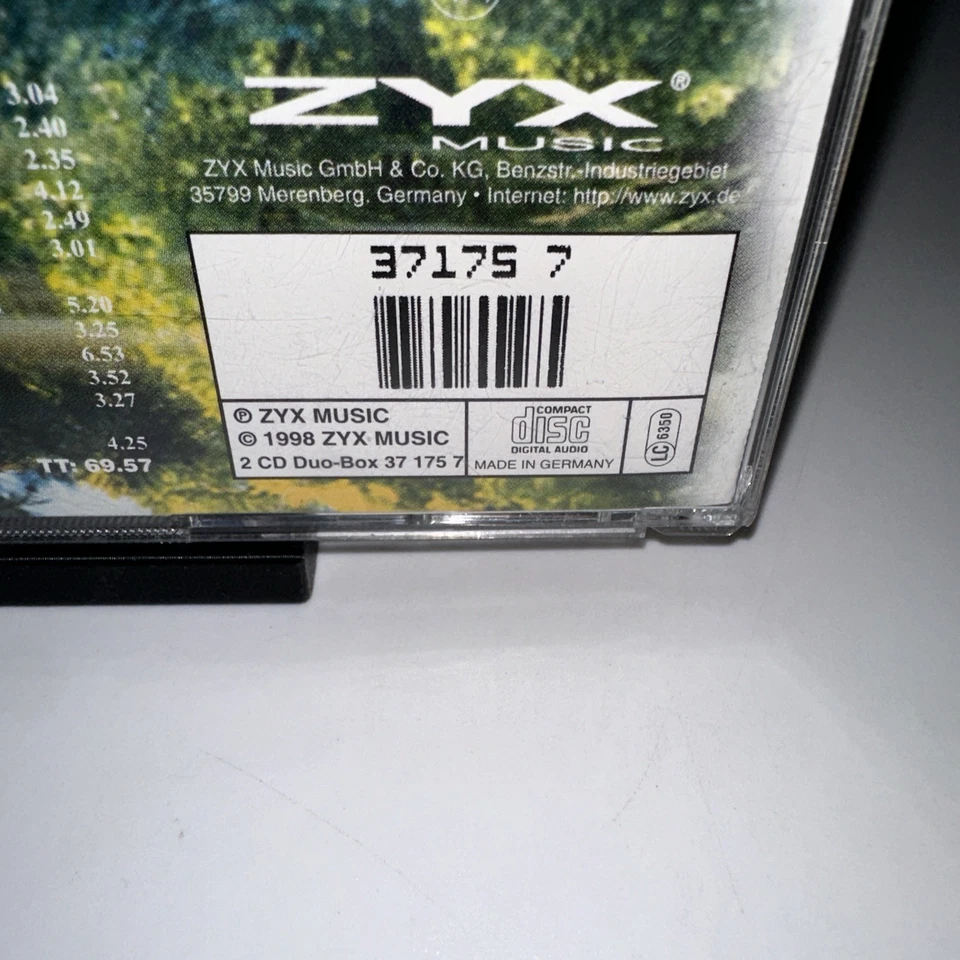 3.04
2.40
2.35
4.12
2.49
3.01
5.20
3.25
6.53
3.52
3.27
4.25
TT: 69.57
ZYX®
MUSIC
ZYX Music GmbH & Co. KG, Benzstr.-Industriegebiet
35799 Merenberg, Germany • Internet: http://www.zyx.de
37175 7
℗ ZYX MUSIC
© 1998 ZYX MUSIC
2 CD Duo-Box 37 175 7
COMPACT
disc
DIGITAL AUDIO
MADE IN GERMANY
LC 6350